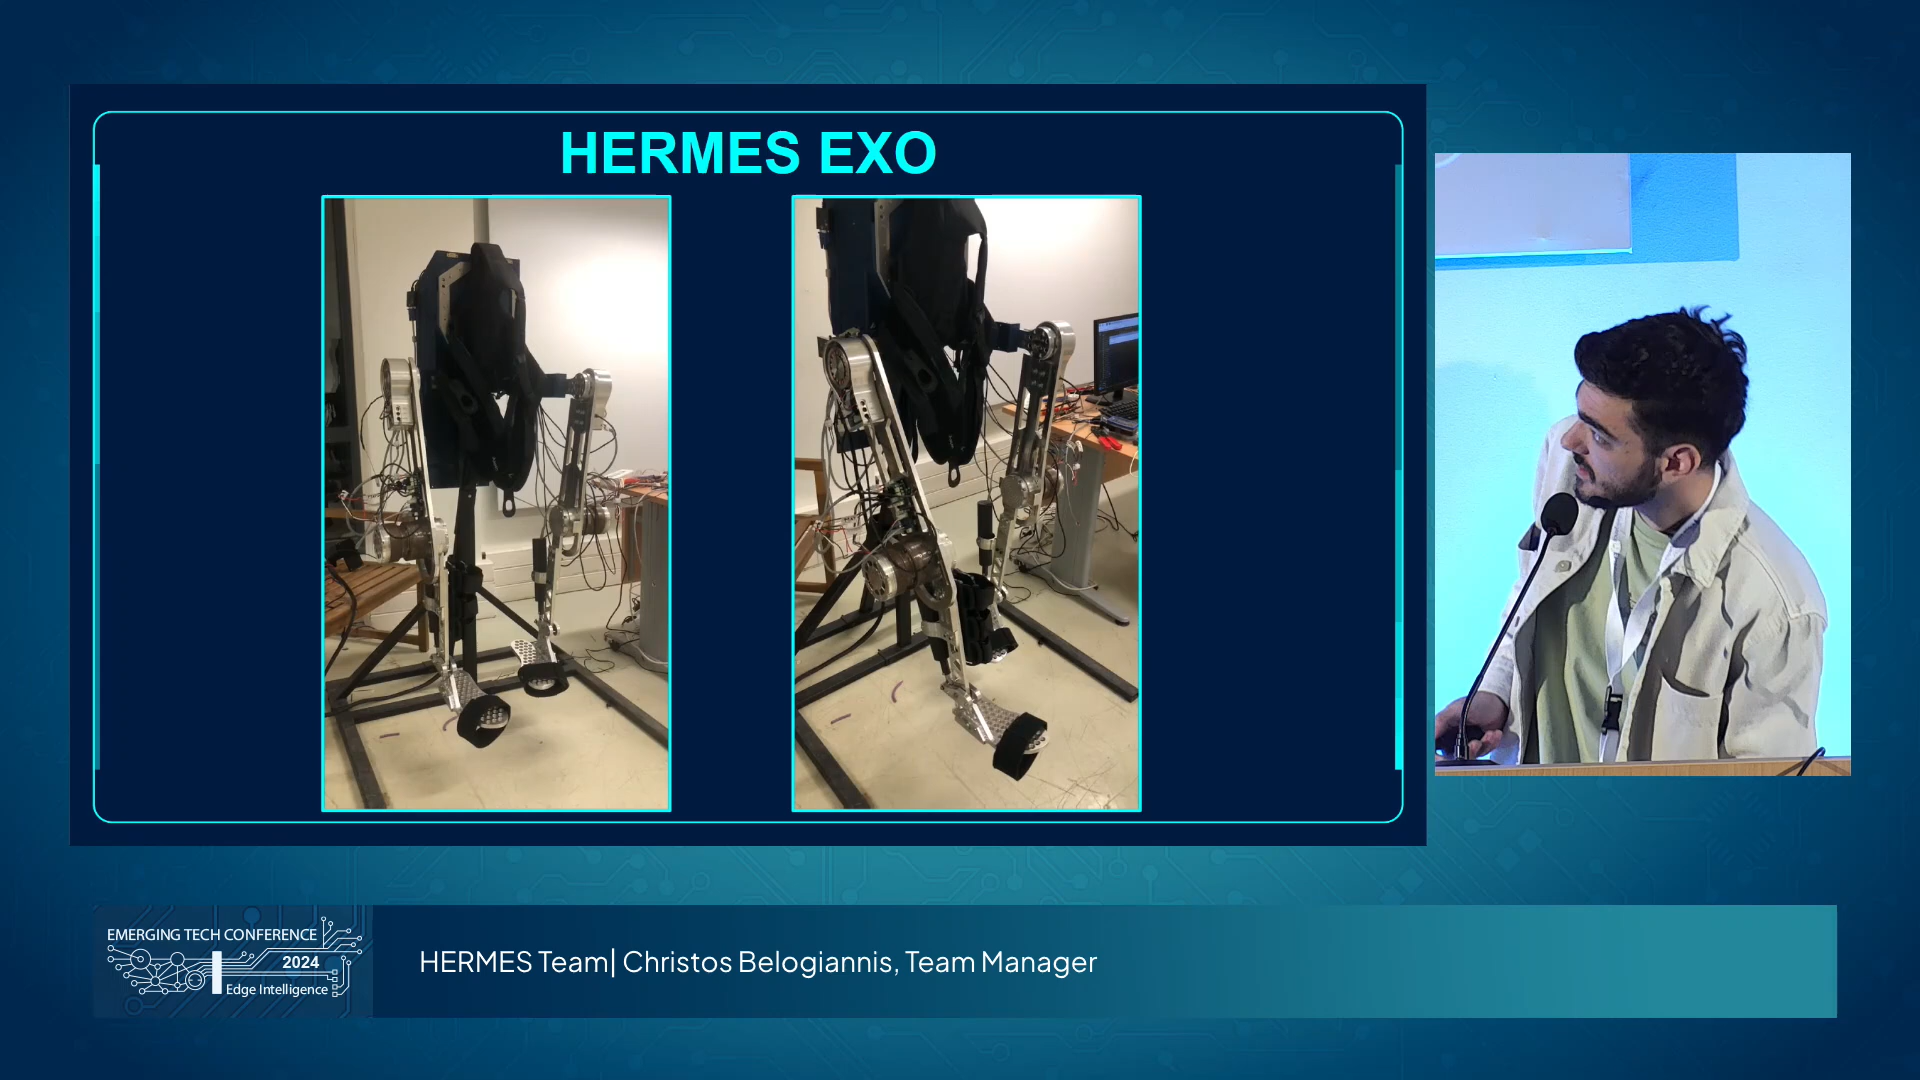 HERMES EXO
EMERGING TECH CONFERENCE
2024
Edge Intelligence
HERMES Team| Christos Belogiannis, Team Manager